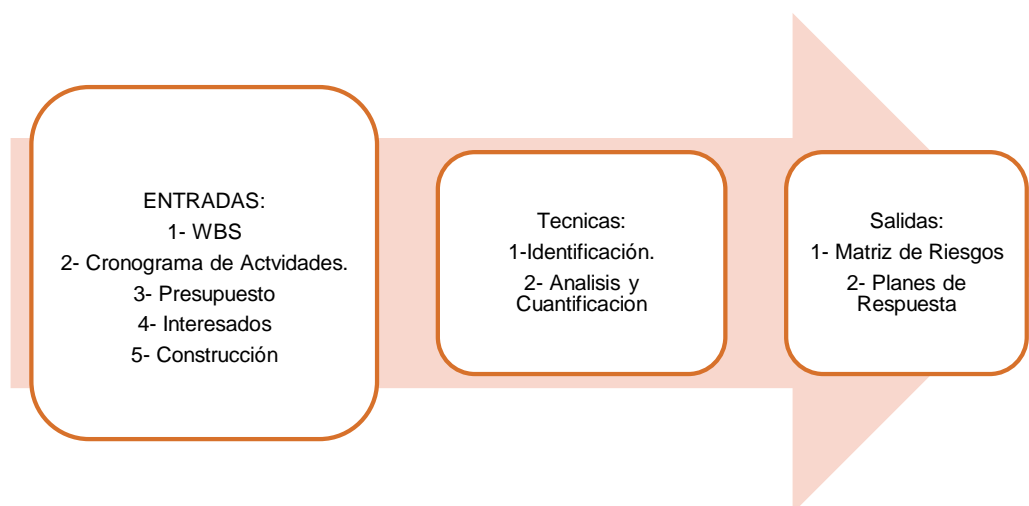 ENTRADAS:
1- WBS
2- Cronograma de Actvidades.
3- Presupuesto
4- Interesados
5- Construcción
Tecnicas:
1-Identificación.
2- Analisis y
Cuantificacion
Salidas:
1- Matriz de Riesgos
2- Planes de
Respuesta